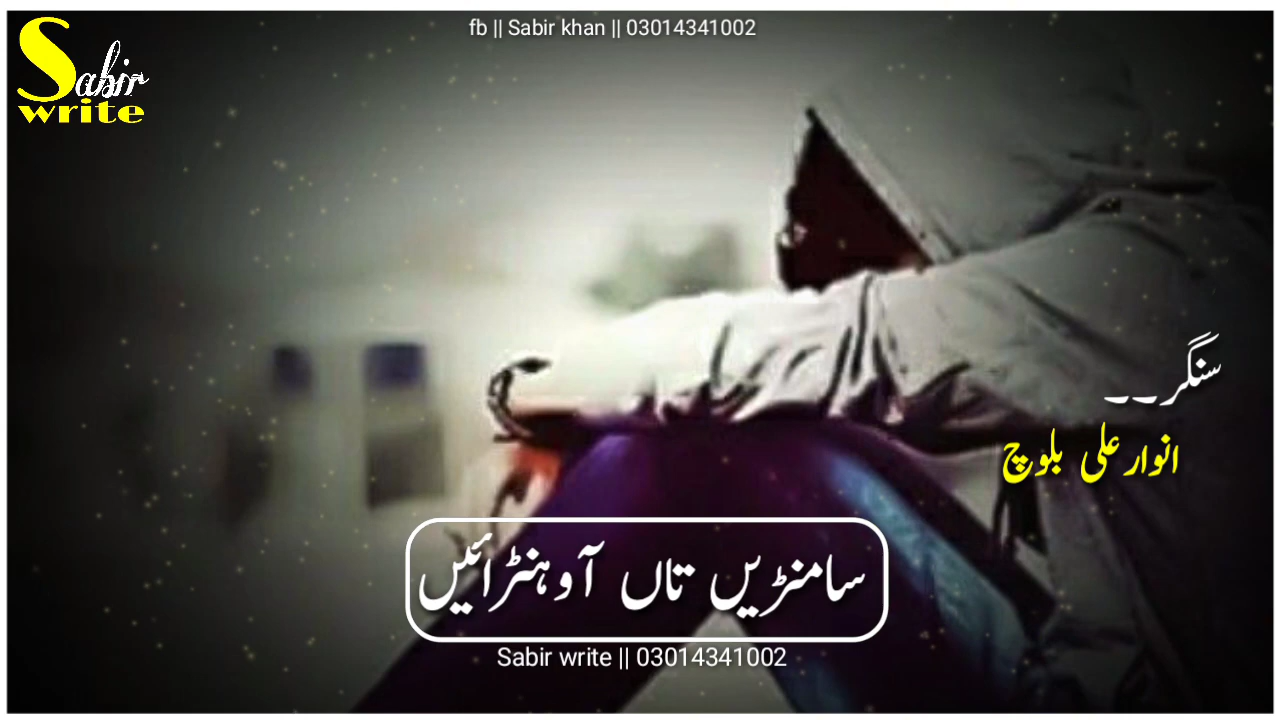 fb || Sabir khan || 03014341002
Sabir
write
سنگر۔۔
انوار علی بلوچ
سامنڑیں تاں آوہنڑائیں
Sabir write || 03014341002